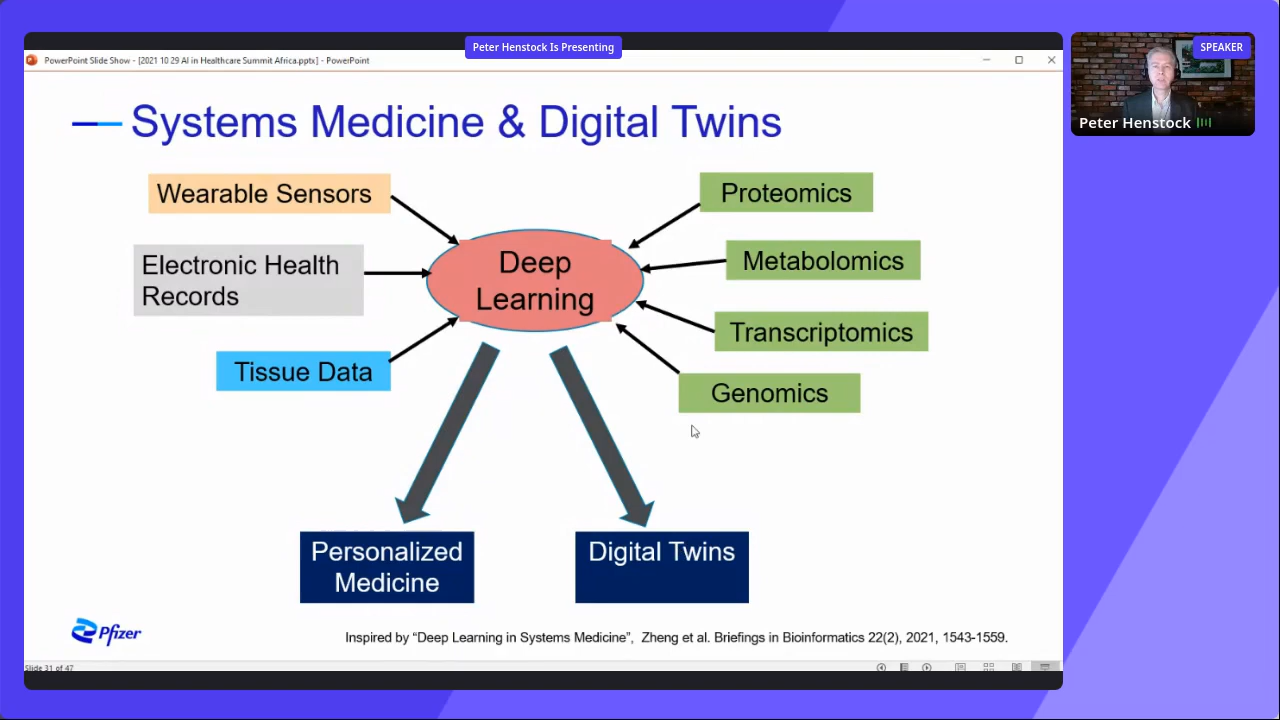 Peter Henstock Is Presenting
PowerPoint Slide Show - [2021 10 29 AI in Healthcare Summit Africa.pptx] - PowerPoint
SPEAKER
Peter Henstock
Systems Medicine & Digital Twins
Wearable Sensors
Electronic Health
Records
Tissue Data
Deep
Learning
Proteomics
Metabolomics
Transcriptomics
Genomics
Personalized
Medicine
Digital Twins
Pfizer
Inspired by “Deep Learning in Systems Medicine”, Zheng et al. Briefings in Bioinformatics 22(2), 2021, 1543-1559.
Slide 31 of 47